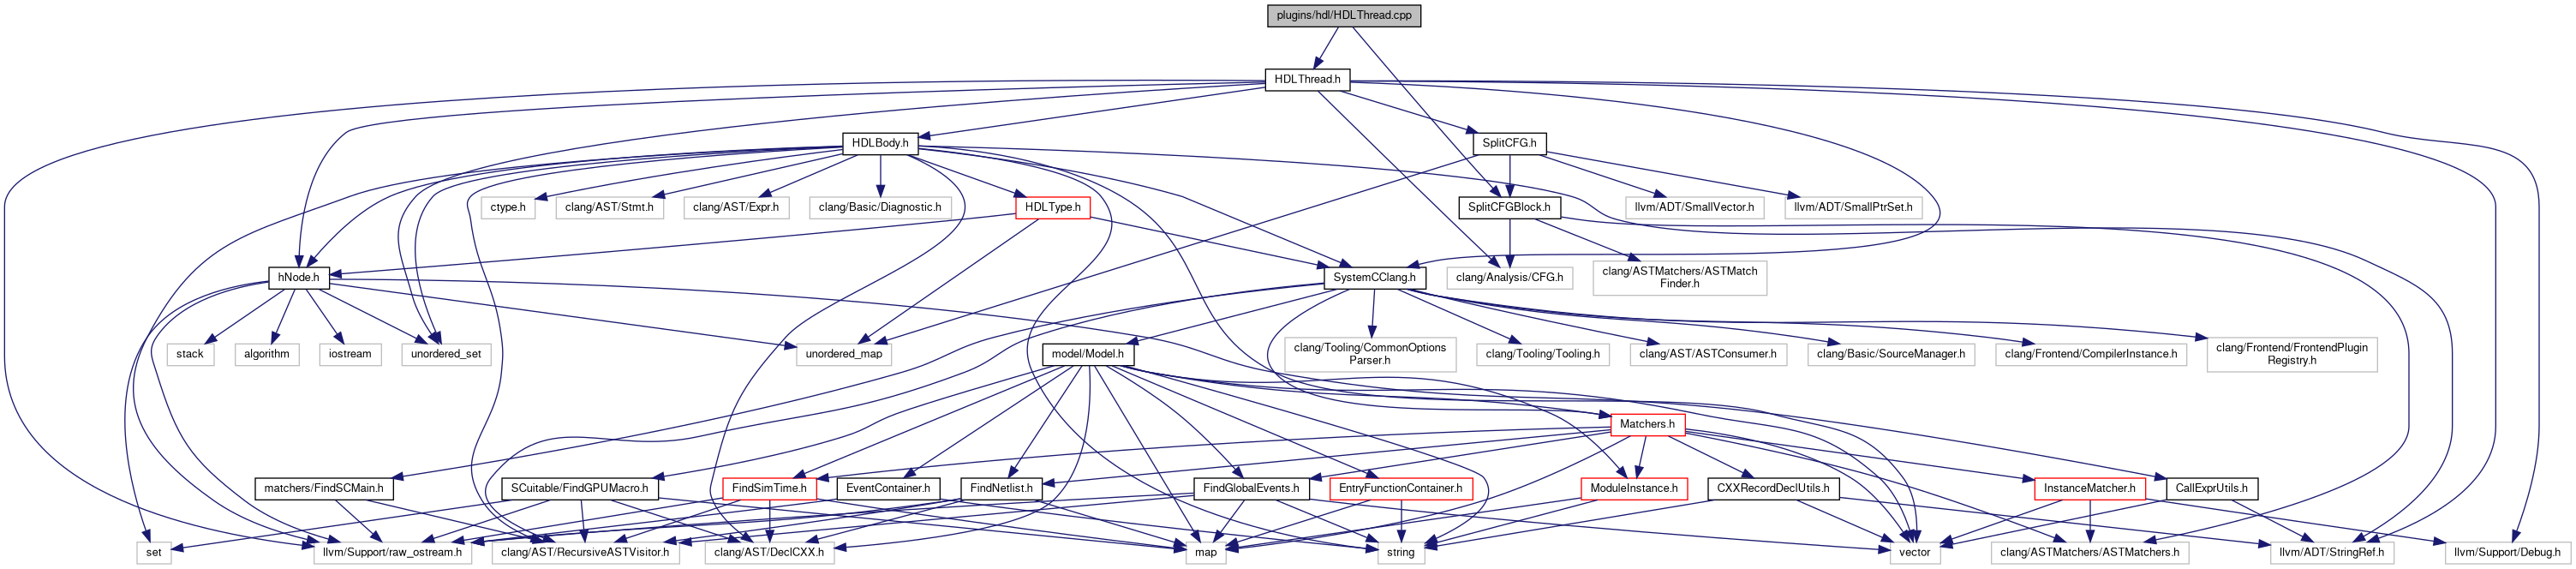 plugins/hdl/HDLThread.cpp
HDLThread.h
HDLBody.h
SplitCFG.h
ctype.h
clang/AST/Stmt.h
clang/AST/Expr.h
clang/Basic/Diagnostic.h
HDLType.h
SplitCFGBlock.h
llvm/ADT/SmallVector.h
llvm/ADT/SmallPtrSet.h
hNode.h
SystemCClang.h
clang/Analysis/CFG.h
clang/ASTMatchers/ASTMatch
Finder.h
stack
algorithm
iostream
unordered_set
unordered_map
model/Model.h
clang/Tooling/CommonOptions
Parser.h
clang/Tooling/Tooling.h
clang/AST/ASTConsumer.h
clang/Basic/SourceManager.h
clang/Frontend/CompilerInstance.h
clang/Frontend/FrontendPlugin
Registry.h
Matchers.h
matchers/FindSCMain.h
SCuitable/FindGPUMacro.h
FindSimTime.h
EventContainer.h
FindNetlist.h
FindGlobalEvents.h
EntryFunctionContainer.h
ModuleInstance.h
CXXRecordDeclUtils.h
InstanceMatcher.h
CallExprUtils.h
set
llvm/Support/raw_ostream.h
clang/AST/RecursiveASTVisitor.h
clang/AST/DeclCXX.h
map
string
vector
clang/ASTMatchers/ASTMatchers.h
llvm/ADT/StringRef.h
llvm/Support/Debug.h